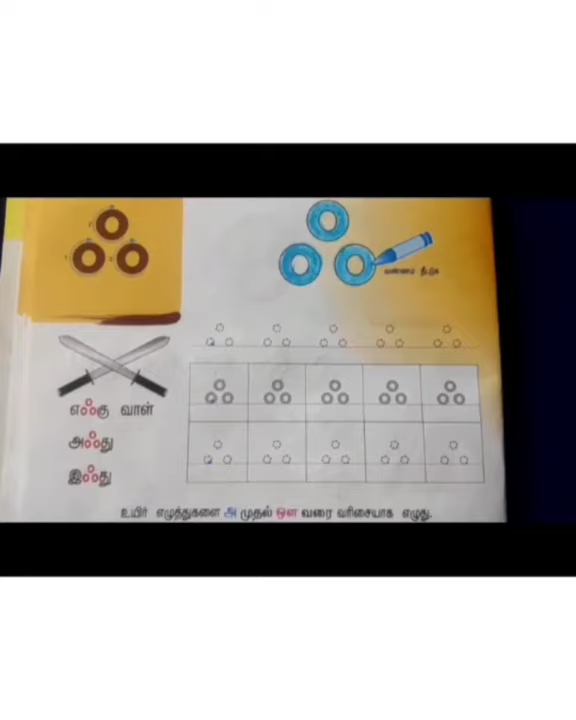 வண்ணம் தீட்டுக
எஃகு வாள்
அஃது
இஃது
உயிர் எழுத்துகளை அ முதல் ஔ வரை வரிசையாக எழுது.